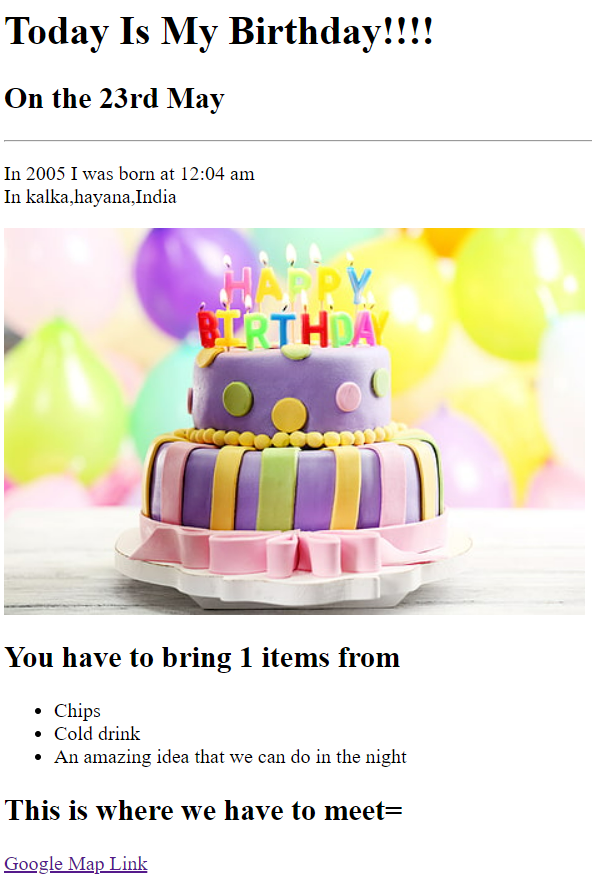 Today Is My Birthday!!!!
On the 23rd May
In 2005 I was born at 12:04 am
In kalka,hayana,India
HAPPY
BIRTHDAY
You have to bring 1 items from
Chips
Cold drink
An amazing idea that we can do in the night
This is where we have to meet=
Google Map Link